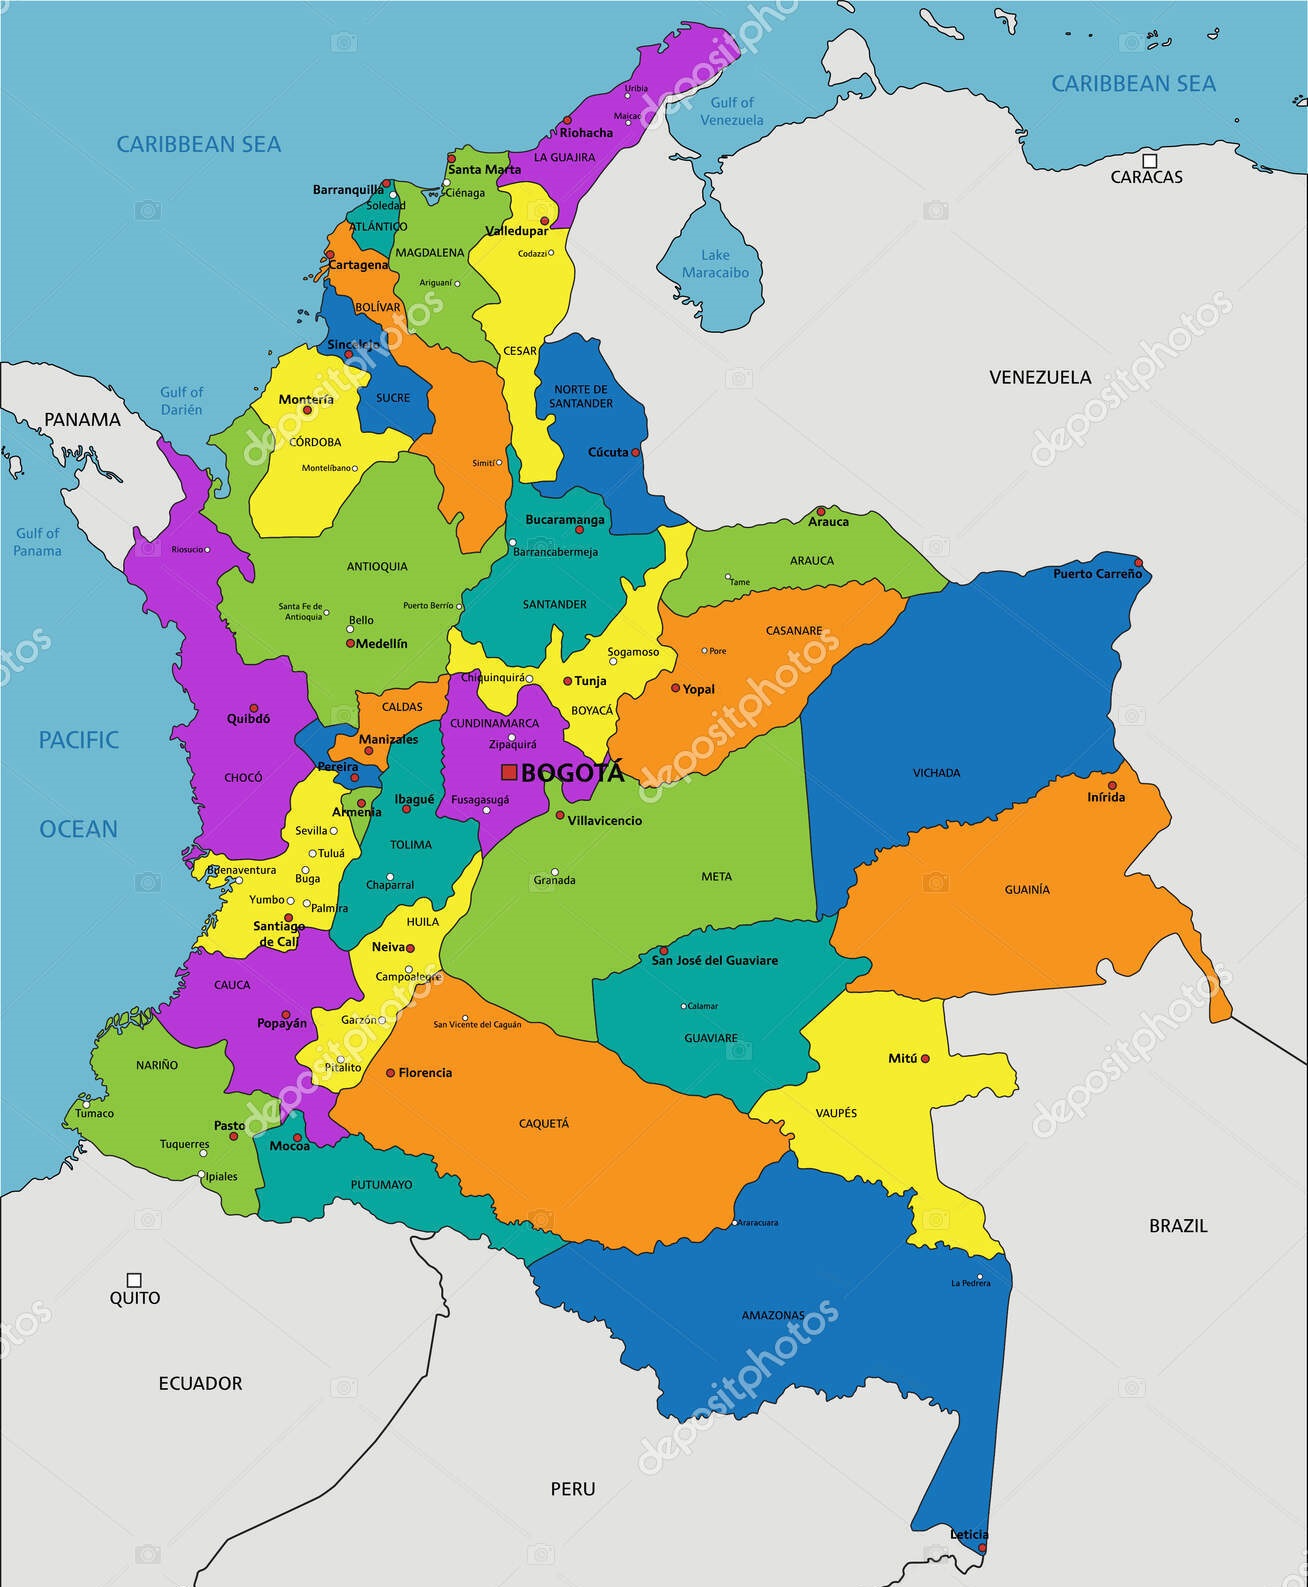 CARIBBEAN SEA
CARIBBEAN SEA
Gulf of
Venezuela
CARACAS
Uribia
Maicao
Riohacha
LA GUAJIRA
Santa Marta
Ciénaga
Barranquilla
Soledad
ATLÁNTICO
Valledupar
Codazzi
MAGDALENA
Ariguaní
Cartagena
BOLÍVAR
Lake
Maracaibo
Sincelejo
CESAR
VENEZUELA
Gulf of
Darién
PANAMA
Montería
SUCRE
NORTE DE
SANTANDER
CÓRDOBA
Montelíbano
Simití
Cúcuta
Gulf of
Panama
Riosucio
ANTIOQUIA
Bucaramanga
Barrancabermeja
Arauca
ARAUCA
Tame
Puerto Carreño
Santa Fe de
Antioquia
Bello
Medellín
Puerto Berrío
SANTANDER
CASANARE
Pore
Sogamoso
Chiquinquirá
Tunja
Yopal
BOYACÁ
CALDAS
Quibdó
CUNDINAMARCA
Zipaquirá
Manizales
PACIFIC
OCEAN
CHOCÓ
Pereira
BOGOTÁ
VICHADA
Inírida
Armenia
Ibagué
Fusagasugá
Villavicencio
Sevilla
Tuluá
TOLIMA
Buenaventura
Buga
Chaparral
Granada
META
GUAINÍA
Yumbo
Palmira
Santiago
de Cali
HUILA
Neiva
Campoalegre
San José del Guaviare
CAUCA
Popayán
Garzón
San Vicente del Caguán
Calamar
GUAVIARE
NARIÑO
Pitalito
Florencia
Mitú
Tumaco
Pasto
Tuquerres
Ipiales
Mocoa
CAQUETÁ
VAUPÉS
PUTUMAYO
Araracuara
BRAZIL
QUITO
La Pedrera
AMAZONAS
ECUADOR
PERU
Leticia
depositphotos
depositphotos
depositphotos
depositphotos
depositphotos
depositphotos
depositphotos
depositphotos